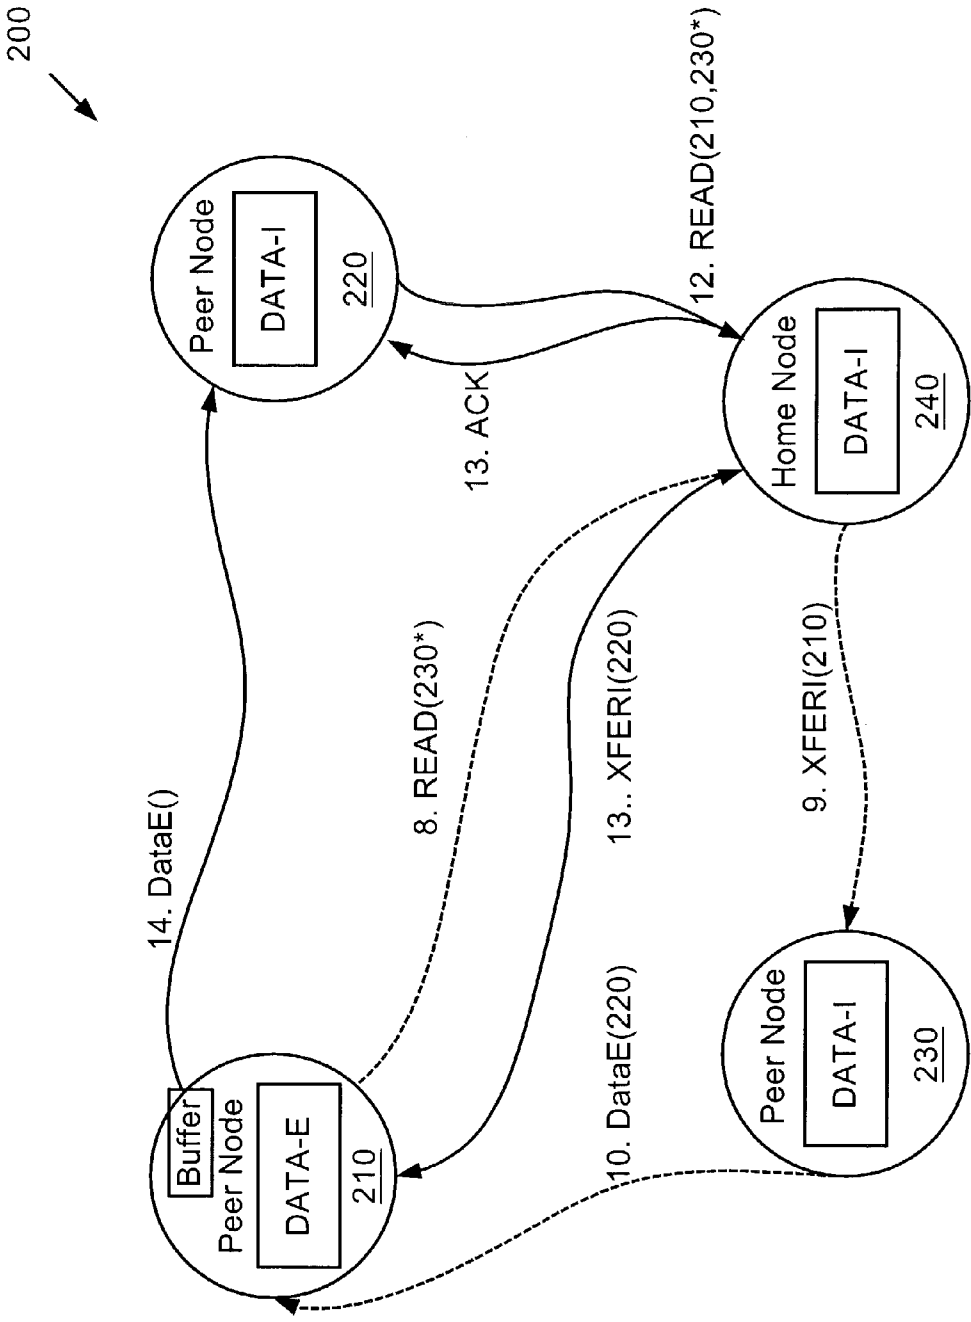 200
Peer Node
DATA-I
220
12. READ(210,230*)
13. ACK
Home Node
DATA-I
240
14. DataE()
8. READ(230*)
13.. XFERI(220)
9. XFERI(210)
Buffer
Peer Node
DATA-E
210
10. DataE(220)
Peer Node
DATA-I
230